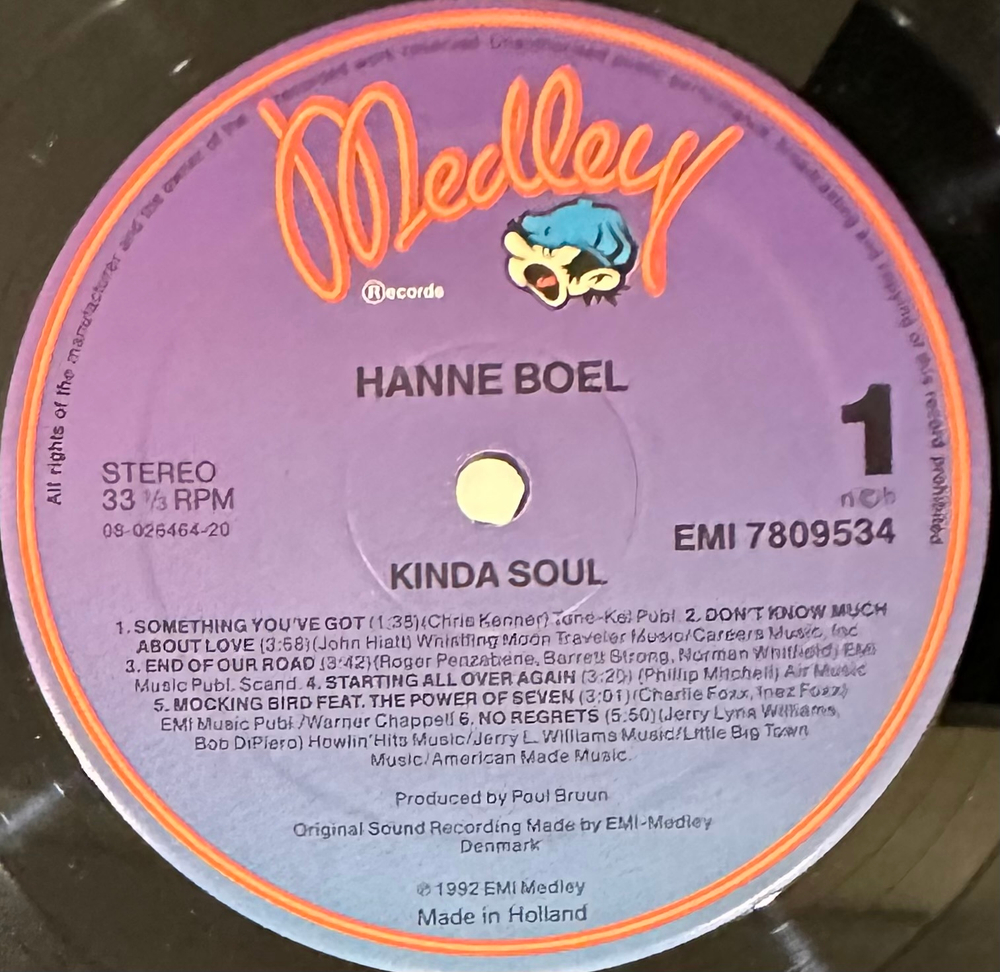 All rights of the manufacturer and the owner of the recorded work reserved Unauthorised public performance, broadcasting and copying of this record prohibited
Medley
Records
HANNE BOEL
1
STEREO
33 1/3 RPM
08-026464-20
n©b
EMI 7809534
KINDA SOUL
1. SOMETHING YOU'VE GOT (1:38)(Chris Kenner) Tune-Kel Publ. 2. DON'T KNOW MUCH
ABOUT LOVE (3:58)(John Hiatt) Whistling Moon Traveler Music/Careers Music, Inc
3. END OF OUR ROAD (3:42)(Roger Penzabene, Barrett Strong, Norman Whitfield) EMI
Music Publ. Scand. 4. STARTING ALL OVER AGAIN (3:20) (Phillip Mitchell) Air Music
5. MOCKING BIRD FEAT. THE POWER OF SEVEN (3:01)(Charlie Foxx, Inez Foxx)
EMI Music Publ./Warner Chappell 6. NO REGRETS (5:50)(Jerry Lynn Williams,
Bob DiPiero) Howlin'Hits Music/Jerry L. Williams Music/Little Big Town
Music/American Made Music.
Produced by Poul Bruun
Original Sound Recording Made by EMI-Medley
Denmark
℗ 1992 EMI Medley
Made in Holland